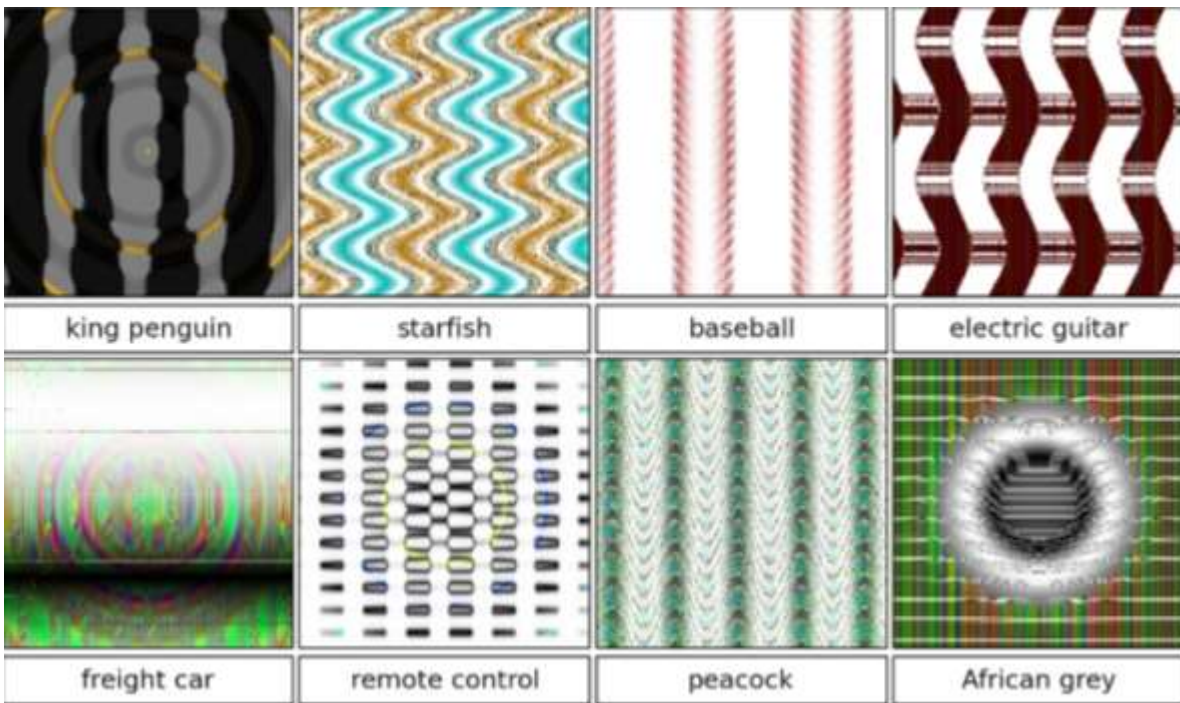 king penguin
starfish
baseball
electric guitar
freight car
remote control
peacock
African grey